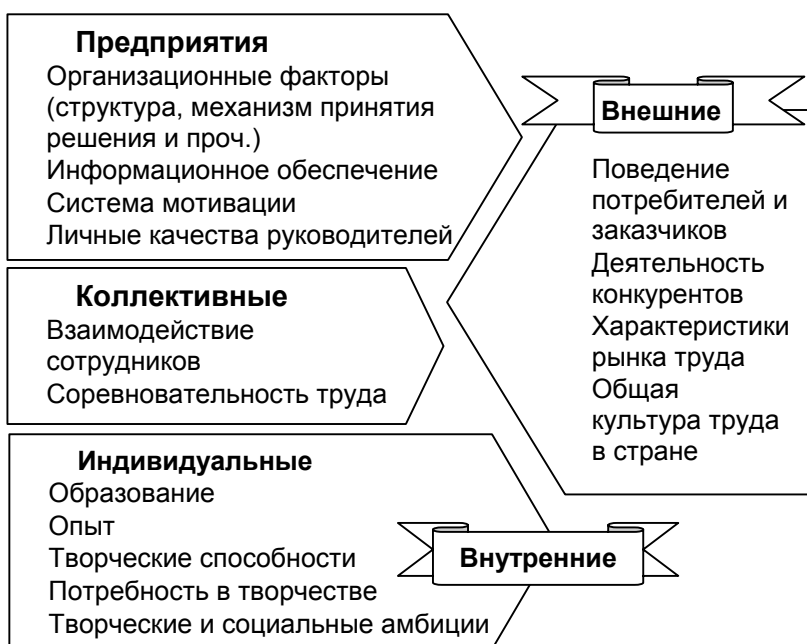 Предприятия
Организационные факторы
(структура, механизм принятия
решения и проч.)
Информационное обеспечение
Система мотивации
Личные качества руководителей
Коллективные
Взаимодействие
сотрудников
Соревновательность труда
Индивидуальные
Образование
Опыт
Творческие способности
Потребность в творчестве
Творческие и социальные амбиции
Внутренние
Внешние
Поведение
потребителей и
заказчиков
Деятельность
конкурентов
Характеристики
рынка труда
Общая
культура труда
в стране